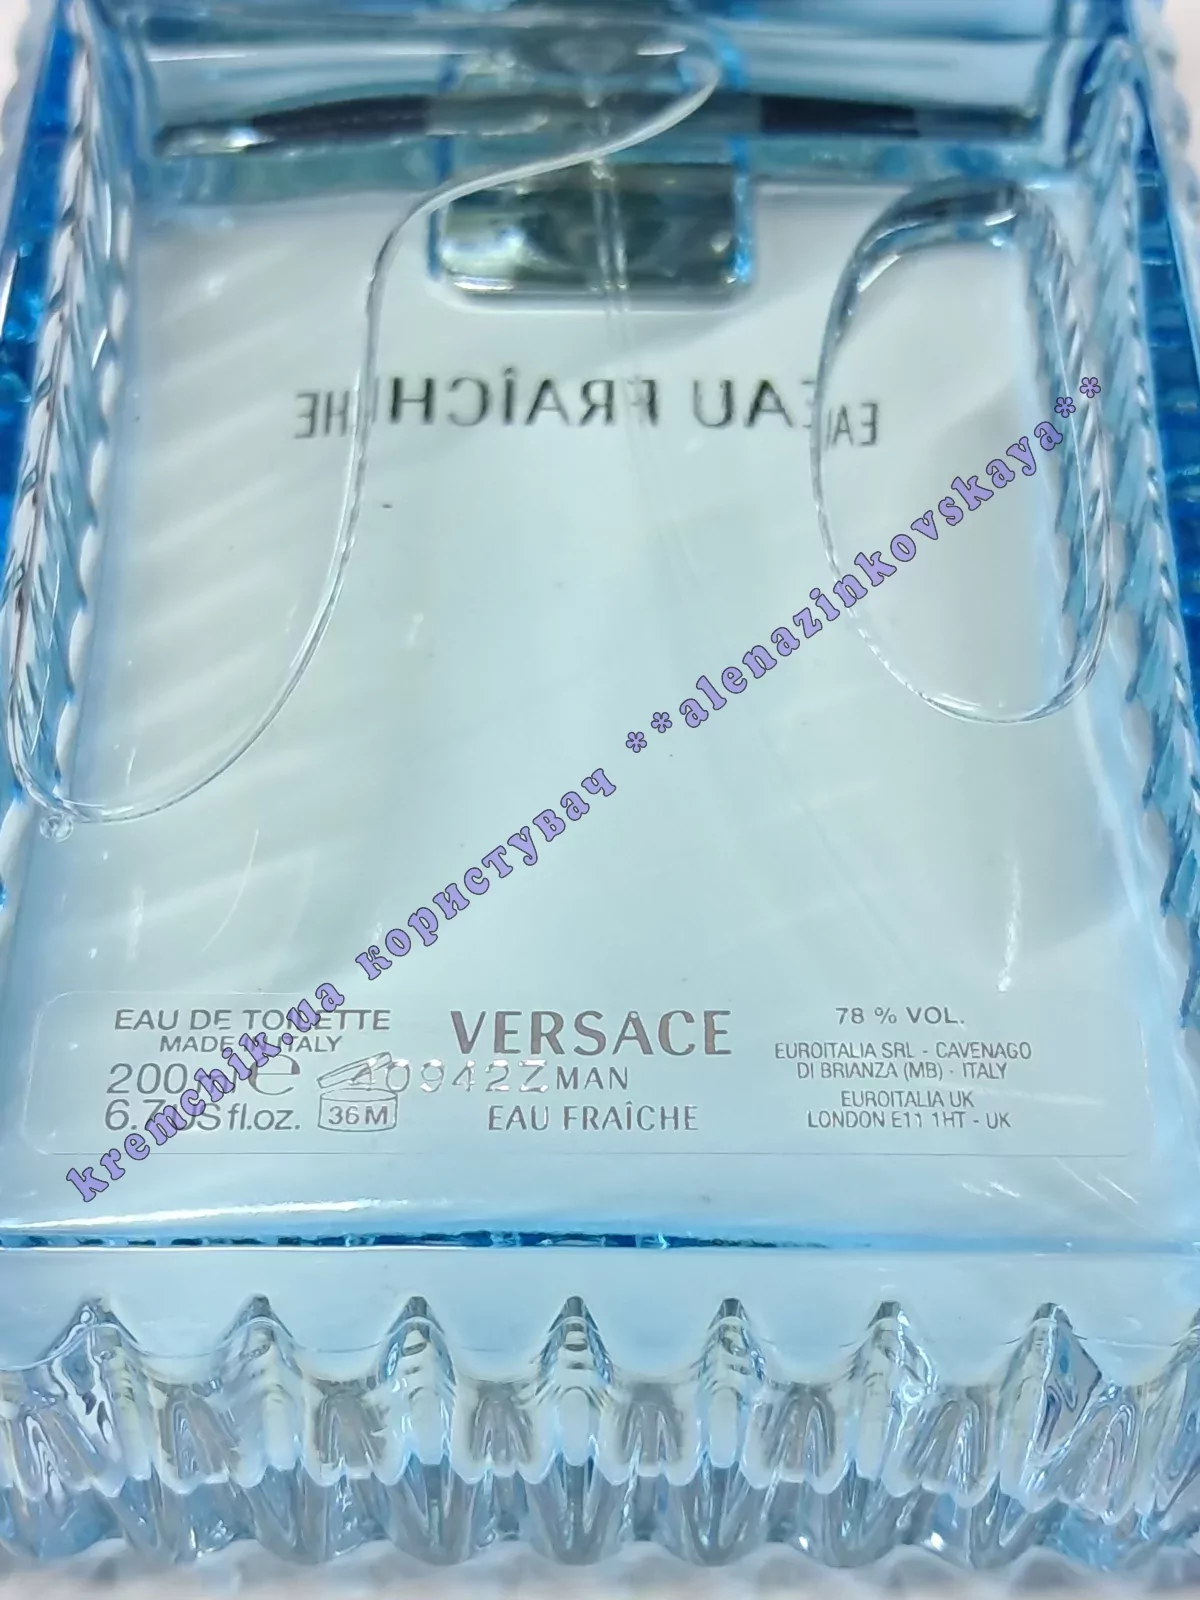 EAU FRAÎCHE
kremchik.ua користувач **alenazinkovskaya**
EAU DE TOILETTE
MADE IN ITALY
200 ml e
6.7 US fl.oz.
36 M
VERSACE
40942Z
MAN
EAU FRAÎCHE
78 % VOL.
EUROITALIA SRL - CAVENAGO
DI BRIANZA (MB) - ITALY
EUROITALIA UK
LONDON E11 1HT - UK